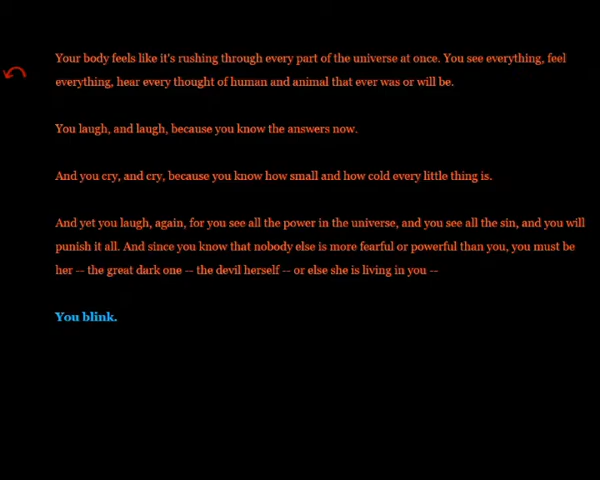 Your body feels like it's rushing through every part of the universe at once. You see everything, feel
everything, hear every thought of human and animal that ever was or will be.
You laugh, and laugh, because you know the answers now.
And you cry, and cry, because you know how small and how cold every little thing is.
And yet you laugh, again, for you see all the power in the universe, and you see all the sin, and you will
punish it all. And since you know that nobody else is more fearful or powerful than you, you must be
her -- the great dark one -- the devil herself -- or else she is living in you --
You blink.